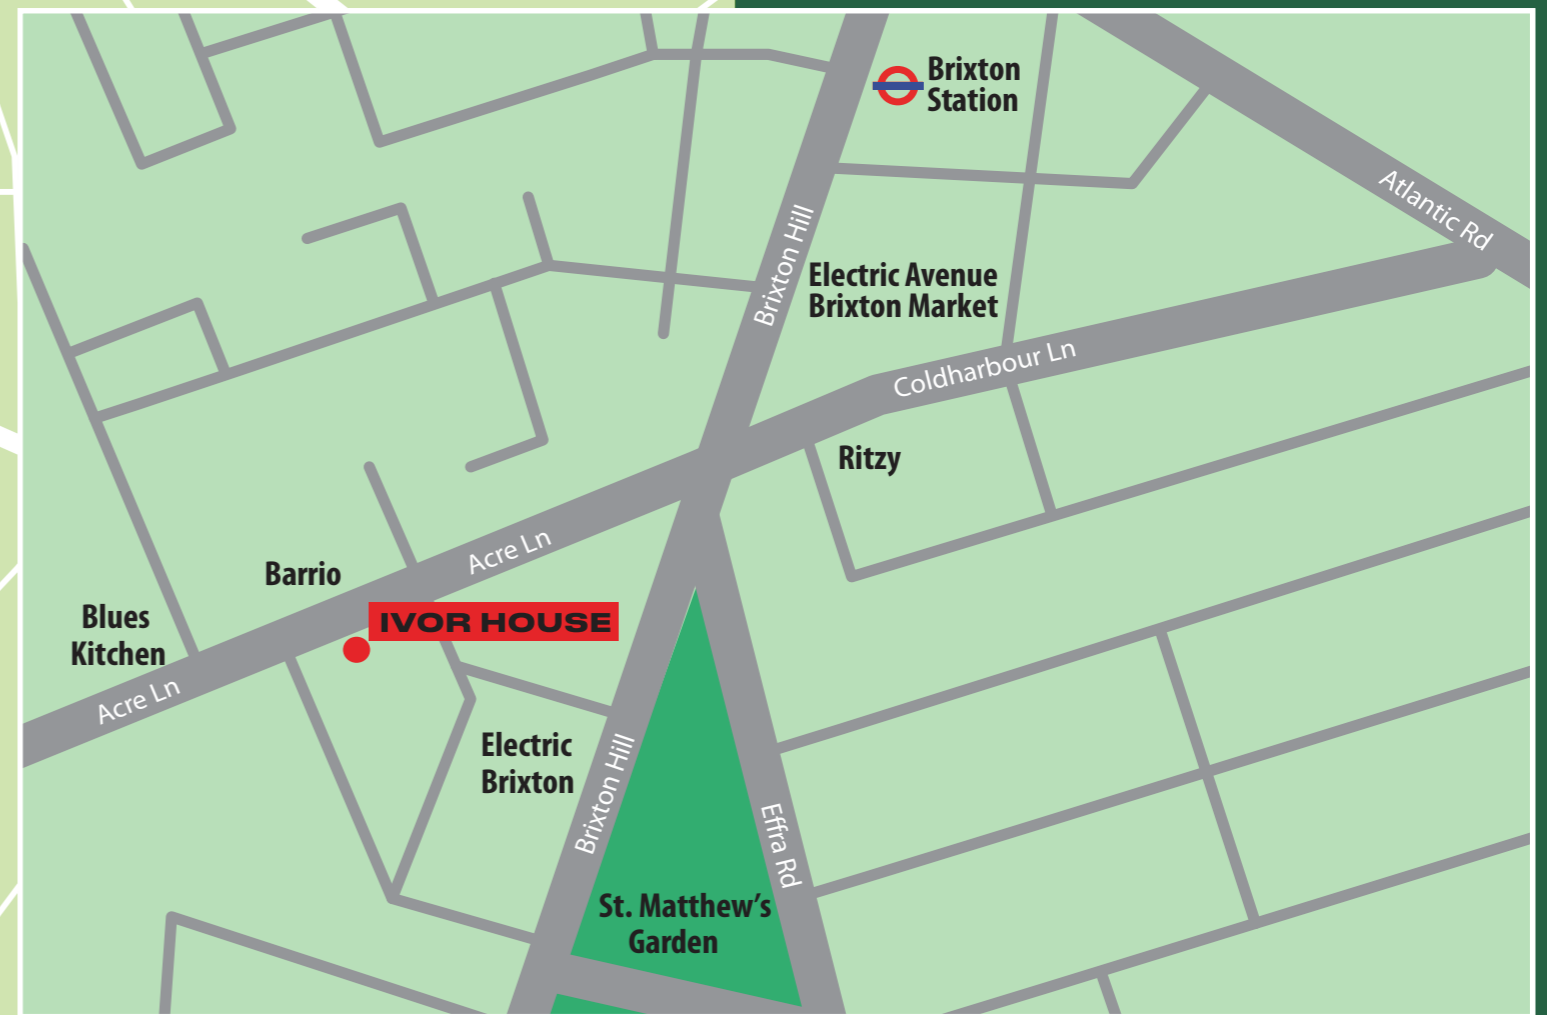 Brixton
Station
Atlantic Rd
Brixton Hill
Electric Avenue
Brixton Market
Coldharbour Ln
Ritzy
Acre Ln
Barrio
Blues
Kitchen
IVOR HOUSE
Acre Ln
Electric
Brixton
Brixton Hill
Effra Rd
St. Matthew’s
Garden